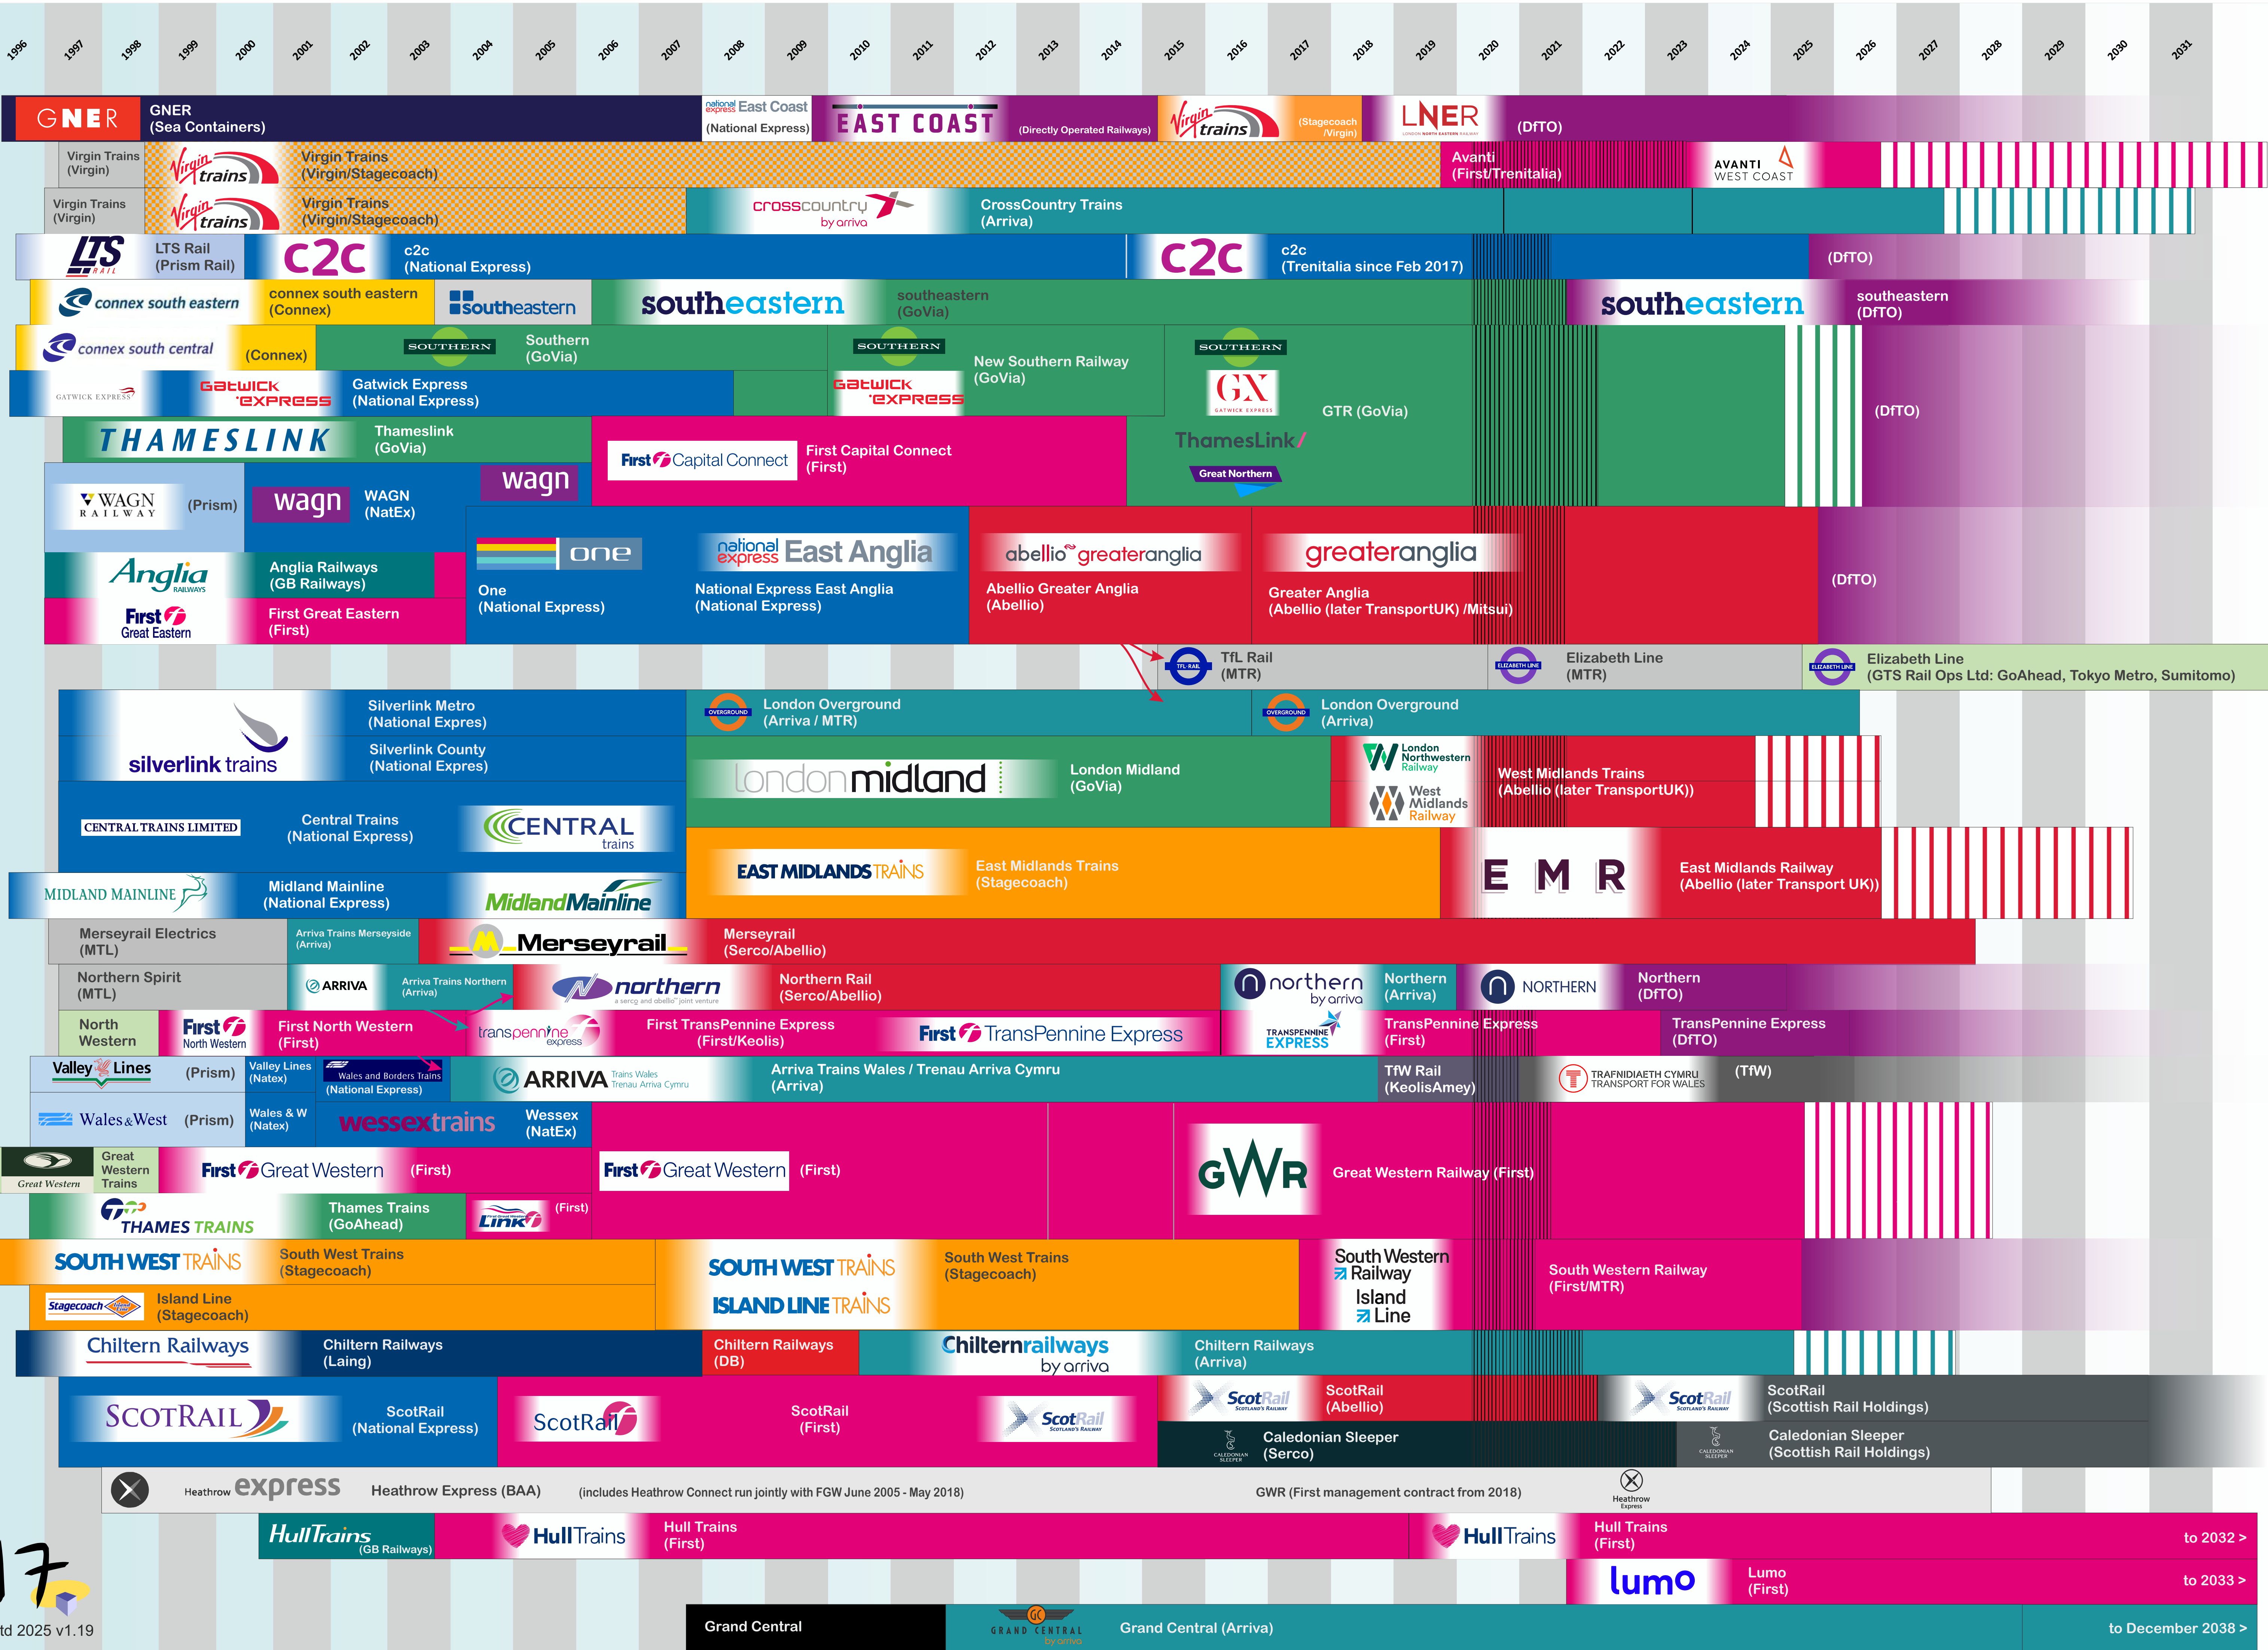 1996 1997 1998 1999 2000 2001 2002 2003 2004 2005 2006 2007 2008 2009 2010 2011 2012 2013 2014 2015 2016 2017 2018 2019 2020 2021 2022 2023 2024 2025 2026 2027 2028 2029 2030 2031
GNER
GNER
(Sea Containers)
national express East Coast
(National Express)
EAST COAST
(Directly Operated Railways)
Virgin trains
(Stagecoach
/Virgin)
LNER
LONDON NORTH EASTERN RAILWAY
(DfTO)
Virgin Trains
(Virgin)
Virgin trains
Virgin Trains
(Virgin/Stagecoach)
Avanti
(First/Trenitalia)
AVANTI
WEST COAST
Virgin Trains
(Virgin)
Virgin trains
Virgin Trains
(Virgin/Stagecoach)
crosscountry
by arriva
CrossCountry Trains
(Arriva)
LTS
RAIL
LTS Rail
(Prism Rail)
c2c
c2c
(National Express)
c2c
c2c
(Trenitalia since Feb 2017)
(DfTO)
connex south eastern
connex south eastern
(Connex)
southeastern
southeastern
southeastern
(GoVia)
southeastern
southeastern
(DfTO)
connex south central
(Connex)
SOUTHERN
Southern
(GoVia)
SOUTHERN
New Southern Railway
(GoVia)
SOUTHERN
GATWICK EXPRESS
GATWICK
EXPRESS
Gatwick Express
(National Express)
GATWICK
EXPRESS
GX
GATWICK EXPRESS
GTR (GoVia)
(DfTO)
THAMESLINK
Thameslink
(GoVia)
First Capital Connect
First Capital Connect
(First)
ThamesLink/
Great Northern
WAGN
RAILWAY
(Prism)
wagn
WAGN
(NatEx)
wagn
one
One
(National Express)
national express East Anglia
National Express East Anglia
(National Express)
abellio greateranglia
Abellio Greater Anglia
(Abellio)
greateranglia
Greater Anglia
(Abellio (later TransportUK) /Mitsui)
(DfTO)
Anglia
RAILWAYS
Anglia Railways
(GB Railways)
First
Great Eastern
First Great Eastern
(First)
TFL RAIL
TfL Rail
(MTR)
ELIZABETH LINE
Elizabeth Line
(MTR)
ELIZABETH LINE
Elizabeth Line
(GTS Rail Ops Ltd: GoAhead, Tokyo Metro, Sumitomo)
silverlink trains
Silverlink Metro
(National Expres)
Silverlink County
(National Expres)
OVERGROUND
London Overground
(Arriva / MTR)
OVERGROUND
London Overground
(Arriva)
londonmidland
London Midland
(GoVia)
London
Northwestern
Railway
West
Midlands
Railway
West Midlands Trains
(Abellio (later TransportUK))
CENTRAL TRAINS LIMITED
Central Trains
(National Express)
CENTRAL
trains
EAST MIDLANDS TRAINS
East Midlands Trains
(Stagecoach)
EMR
East Midlands Railway
(Abellio (later Transport UK))
MIDLAND MAINLINE
Midland Mainline
(National Express)
MidlandMainline
Merseyrail Electrics
(MTL)
Arriva Trains Merseyside
(Arriva)
M
Merseyrail
Merseyrail
(Serco/Abellio)
Northern Spirit
(MTL)
ARRIVA
Arriva Trains Northern
(Arriva)
northern
a serco and abellio joint venture
Northern Rail
(Serco/Abellio)
northern
by arriva
Northern
(Arriva)
NORTHERN
Northern
(DfTO)
North
Western
First
North Western
First North Western
(First)
transpennine
express
First TransPennine Express
(First/Keolis)
First TransPennine Express
TRANSPENNINE
EXPRESS
TransPennine Express
(First)
TransPennine Express
(DfTO)
Valley Lines
(Prism)
Valley Lines
(Natex)
Wales and Borders Trains
(National Express)
ARRIVA
Trains Wales
Trenau Arriva Cymru
Arriva Trains Wales / Trenau Arriva Cymru
(Arriva)
TfW Rail
(KeolisAmey)
TRAFNIDIAETH CYMRU
TRANSPORT FOR WALES
(TfW)
Wales&West
(Prism)
Wales & W
(Natex)
wessextrains
Wessex
(NatEx)
Great Western
Great
Western
Trains
First Great Western
(First)
First Great Western
(First)
GWR
Great Western Railway (First)
THAMES TRAINS
Thames Trains
(GoAhead)
Link
(First)
SOUTH WEST TRAINS
South West Trains
(Stagecoach)
SOUTH WEST TRAINS
ISLAND LINE TRAINS
South West Trains
(Stagecoach)
South Western
Railway
Island
Line
South Western Railway
(First/MTR)
Stagecoach
Island Line
(Stagecoach)
Chiltern Railways
Chiltern Railways
(Laing)
Chiltern Railways
(DB)
Chilternrailways
by arriva
Chiltern Railways
(Arriva)
SCOTRAIL
ScotRail
(National Express)
ScotRail
ScotRail
(First)
ScotRail
SCOTLAND'S RAILWAY
ScotRail
SCOTLAND'S RAILWAY
ScotRail
(Abellio)
ScotRail
SCOTLAND'S RAILWAY
ScotRail
(Scottish Rail Holdings)
CALEDONIAN
SLEEPER
Caledonian Sleeper
(Serco)
CALEDONIAN
SLEEPER
Caledonian Sleeper
(Scottish Rail Holdings)
Heathrow express
Heathrow Express (BAA)
(includes Heathrow Connect run jointly with FGW June 2005 - May 2018)
GWR (First management contract from 2018)
Heathrow
Express
HullTrains
(GB Railways)
HullTrains
Hull Trains
(First)
HullTrains
Hull Trains
(First)
to 2032 >
lumo
Lumo
(First)
to 2033 >
17
td 2025 v1.19
Grand Central
GC
GRAND CENTRAL
by arriva
Grand Central (Arriva)
to December 2038 >